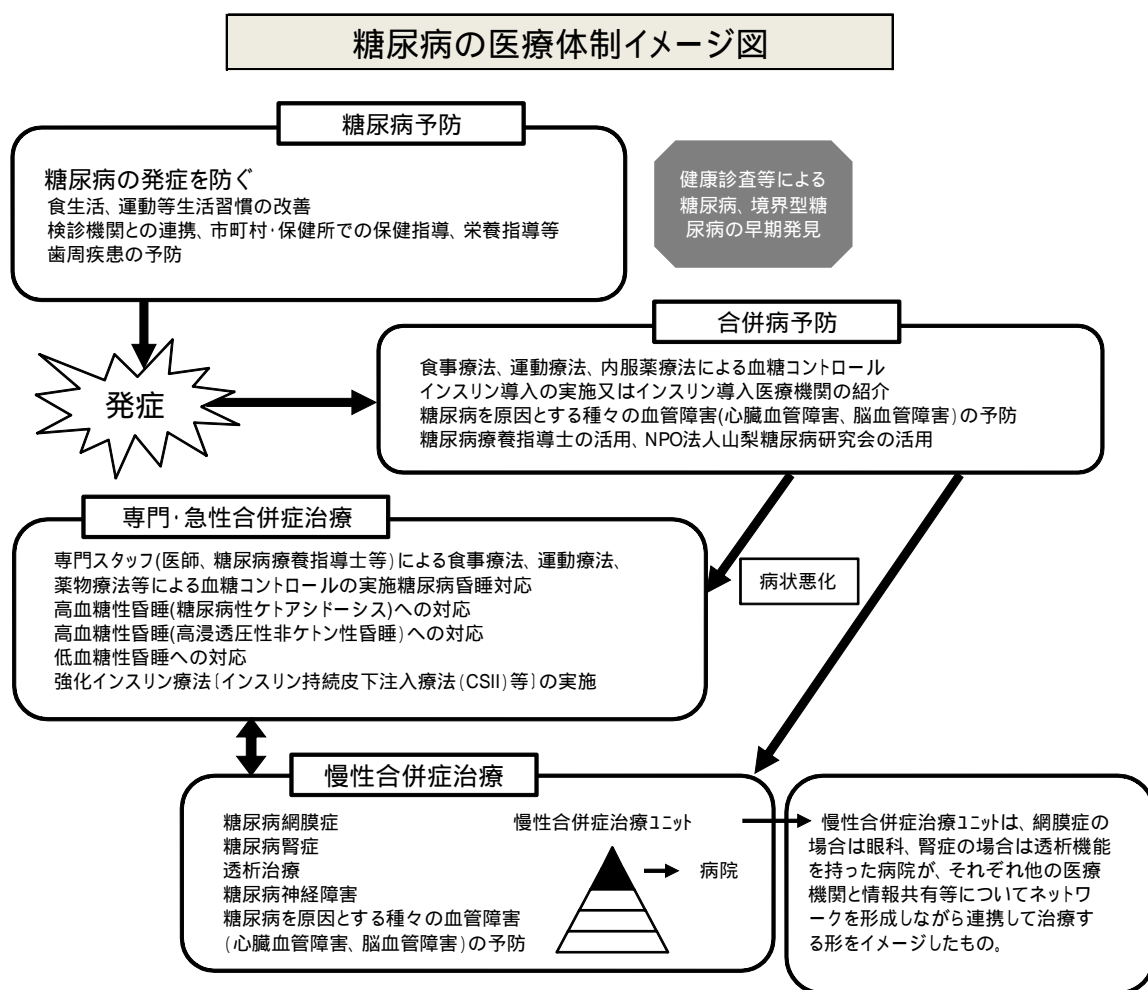 糖尿病の医療体制イメージ図
糖尿病予防
糖尿病の発症を防ぐ
食生活、運動等生活習慣の改善
検診機関との連携、市町村・保健所での保健指導、栄養指導等
歯周疾患の予防
健康診査等による
糖尿病、境界型糖
尿病の早期発見
発症
合併病予防
食事療法、運動療法、内服薬療法による血糖コントロール
インスリン導入の実施又はインスリン導入医療機関の紹介
糖尿病を原因とする種々の血管障害(心臓血管障害、脳血管障害)の予防
糖尿病療養指導士の活用、NPO法人山梨糖尿病研究会の活用
専門・急性合併症治療
専門スタッフ(医師、糖尿病療養指導士等)による食事療法、運動療法、
薬物療法等による血糖コントロールの実施糖尿病昏睡対応
高血糖性昏睡(糖尿病性ケトアシドーシス)への対応
高血糖性昏睡(高浸透圧性非ケトン性昏睡)への対応
低血糖性昏睡への対応
強化インスリン療法{インスリン持続皮下注入療法(CSII)等}の実施
病状悪化
慢性合併症治療
糖尿病網膜症
糖尿病腎症
透析治療
糖尿病神経障害
糖尿病を原因とする種々の血管障害
(心臓血管障害、脳血管障害)の予防
慢性合併症治療ユニット
病院
慢性合併症治療ユニットは、網膜症の
場合は眼科、腎症の場合は透析機能
を持った病院が、それぞれ他の医療
機関と情報共有等についてネットワ
ークを形成しながら連携して治療す
る形をイメージしたもの。